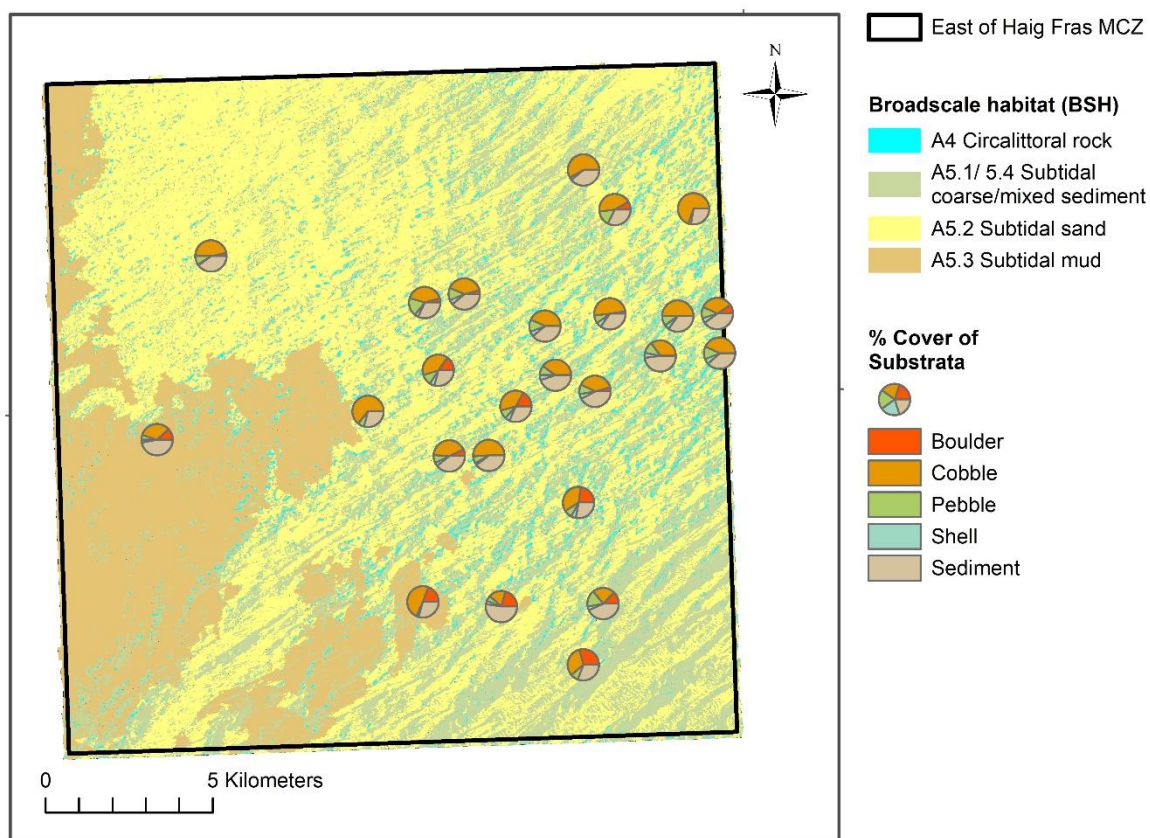 N
0 5 Kilometers
East of Haig Fras MCZ
Broadscale habitat (BSH)
A4 Circalittoral rock
A5.1/ 5.4 Subtidal
coarse/mixed sediment
A5.2 Subtidal sand
A5.3 Subtidal mud
% Cover of
Substrata
Boulder
Cobble
Pebble
Shell
Sediment